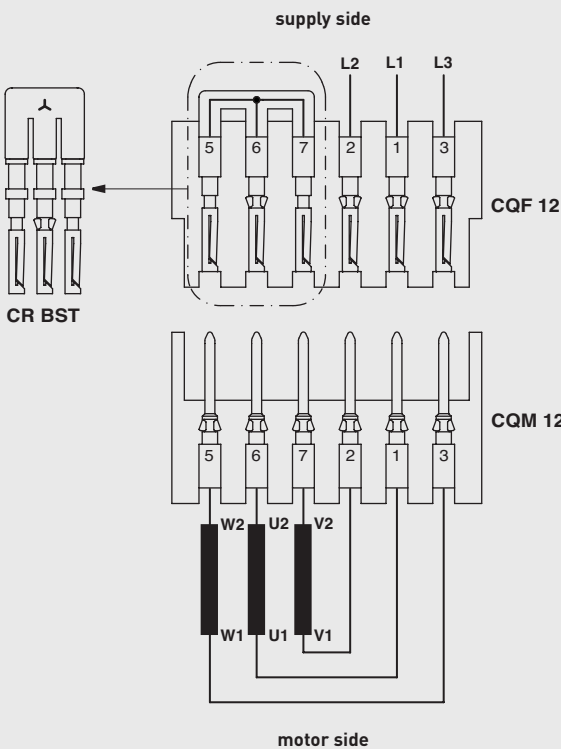 supply side
L2 L1 L3
5 6 7 2 1 3
CQF 12
CR BST
CQM 12
5 6 7 2 1 3
W2 U2 V2
W1 U1 V1
motor side